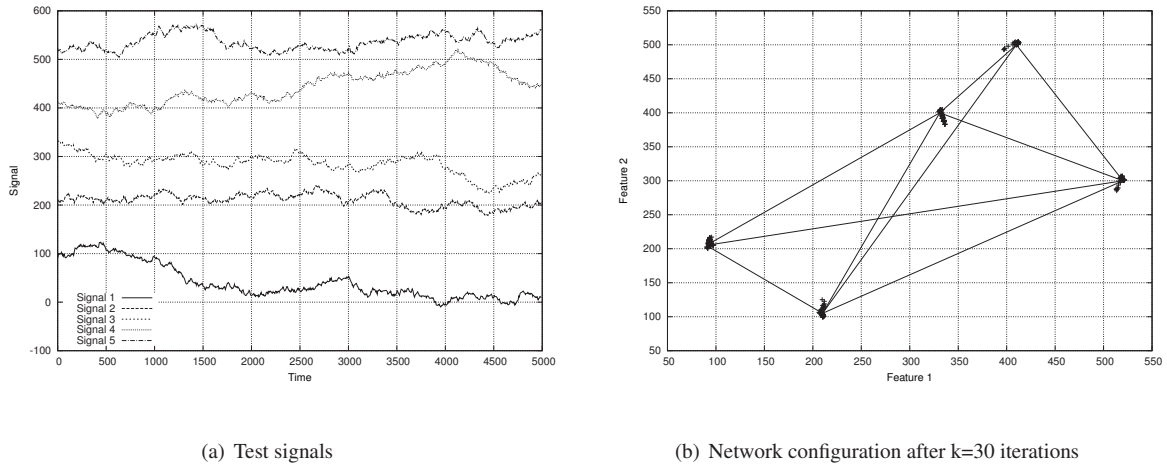 600
500
400
300
200
100
0
-100
Signal
Signal 1
Signal 2
Signal 3
Signal 4
Signal 5
0 500 1000 1500 2000 2500 3000 3500 4000 4500 5000
Time
550
500
450
400
350
300
250
200
150
100
50
Feature 2
50 100 150 200 250 300 350 400 450 500 550
Feature 1
(a) Test signals
(b) Network configuration after k=30 iterations